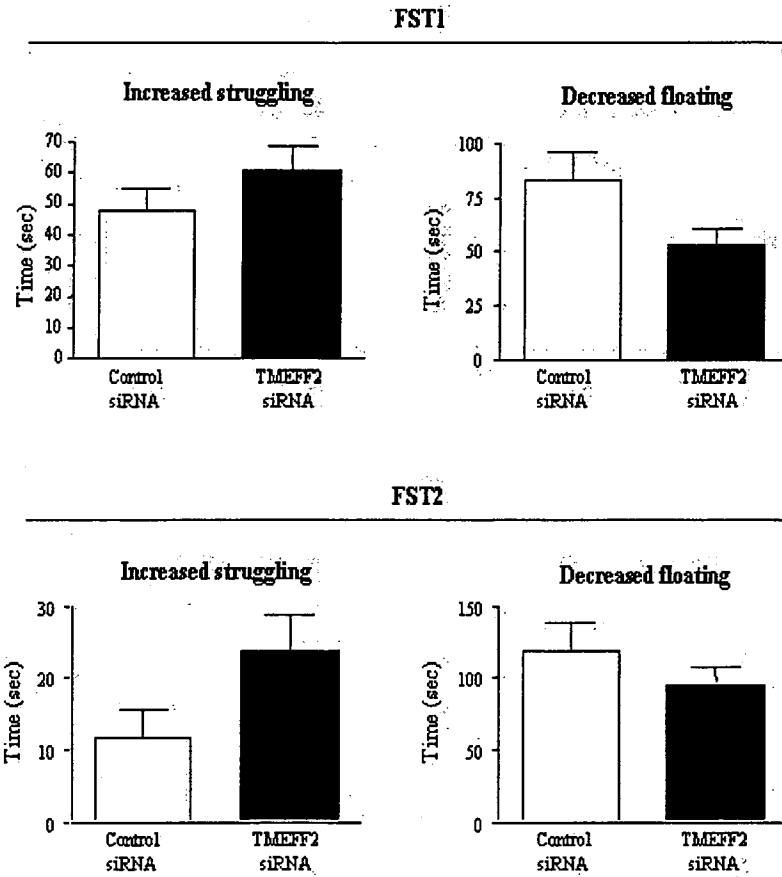 FST1
Increased struggling
Time (sec)
70
60
50
40
30
20
10
0
Control
siRNA
TMEFF2
siRNA
Decreased floating
Time (sec)
100
75
50
25
0
Control
siRNA
TMEFF2
siRNA
FST2
Increased struggling
Time (sec)
30
20
10
0
Control
siRNA
TMEFF2
siRNA
Decreased floating
Time (sec)
150
100
50
0
Control
siRNA
TMEFF2
siRNA